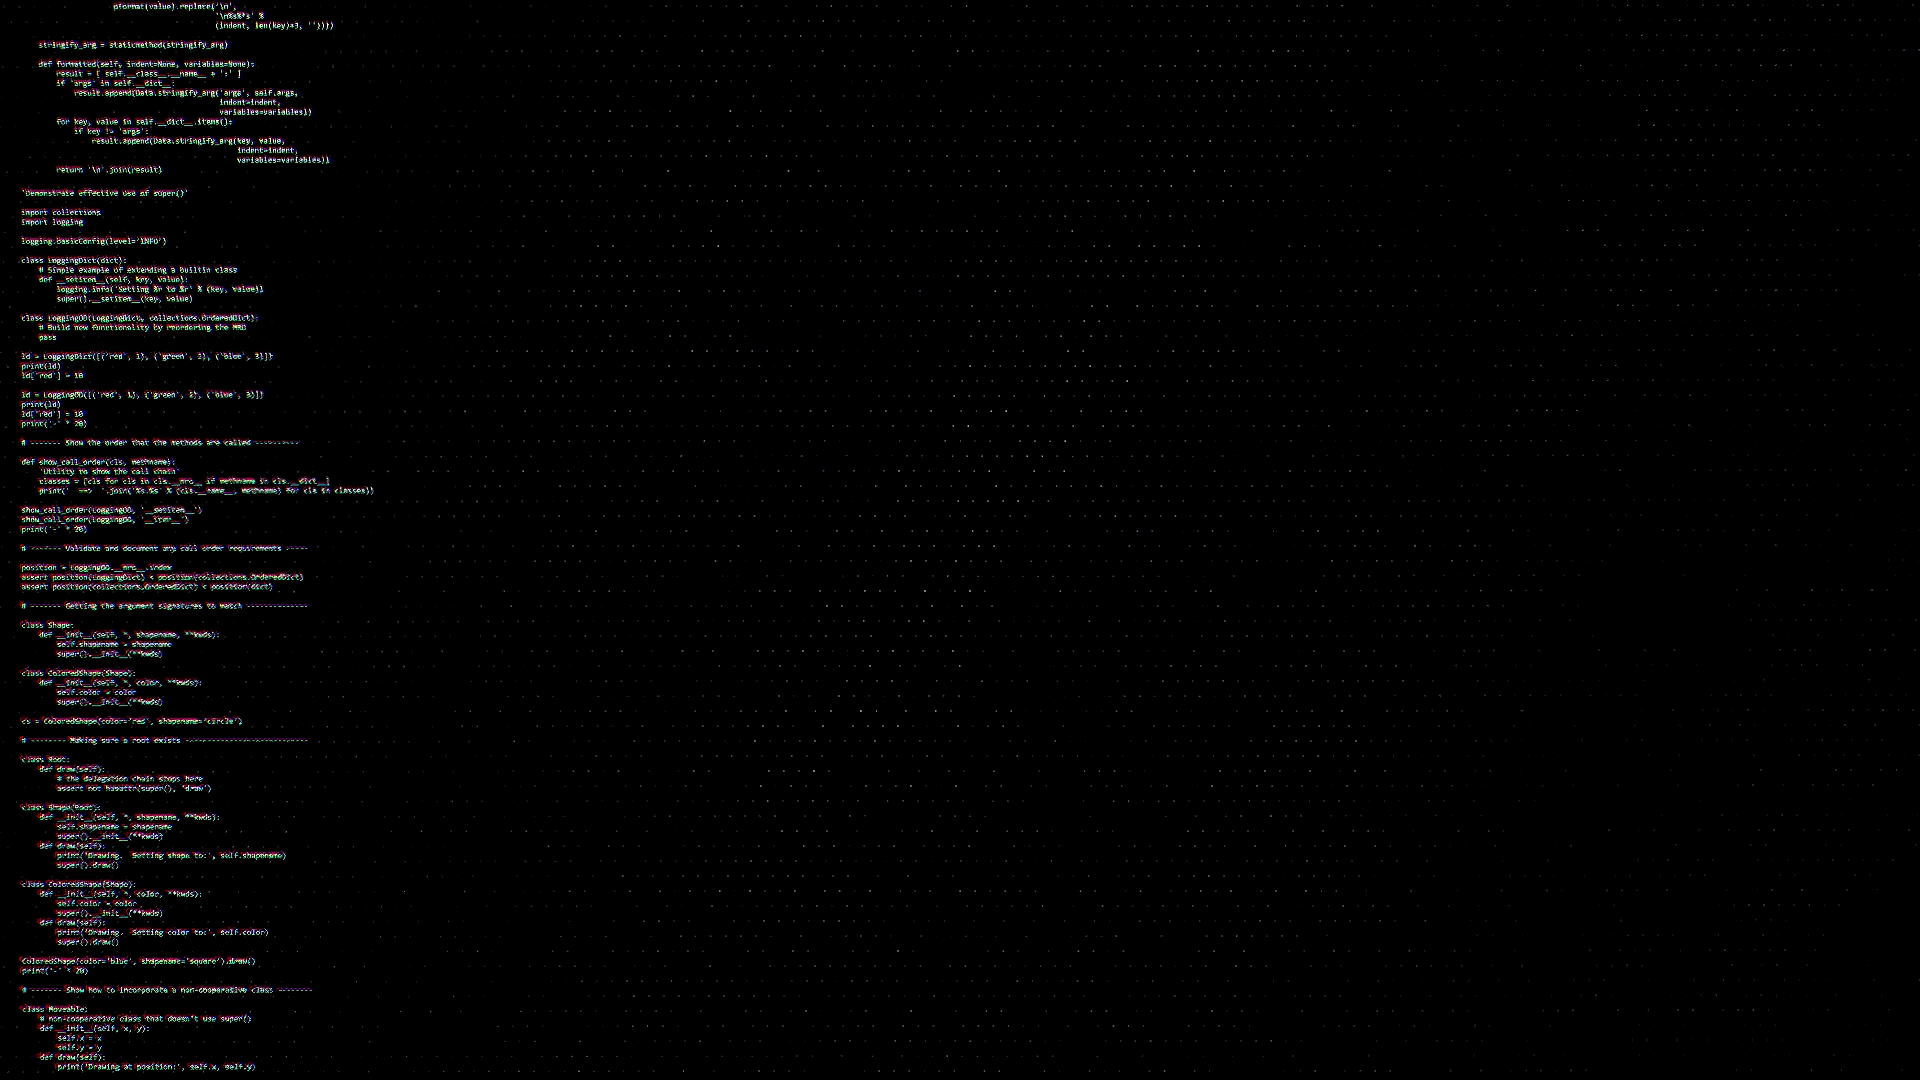 pformat(value).replace('\n',
'\n%s%*s' %
(indent, len(key)+3, ''))))
stringify_arg = staticmethod(stringify_arg)
def formatted(self, indent=None, variables=None):
result = [ self.__class__.__name__ + ':' ]
if 'args' in self.__dict__:
result.append(Data.stringify_arg('args', self.args,
indent=indent,
variables=variables))
for key, value in self.__dict__.items():
if key != 'args':
result.append(Data.stringify_arg(key, value,
indent=indent,
variables=variables))
return '\n'.join(result)
'Demonstrate effective use of super()'
import collections
import logging
logging.basicConfig(level='INFO')
class LoggingDict(dict):
# Simple example of extending a builtin class
def __setitem__(self, key, value):
logging.info('Setting %r to %r' % (key, value))
super().__setitem__(key, value)
class LoggingOD(LoggingDict, collections.OrderedDict):
# Build new functionality by reordering the MRO
pass
ld = LoggingDict([('red', 1), ('green', 2), ('blue', 3)])
print(ld)
ld['red'] = 10
ld = LoggingOD([('red', 1), ('green', 2), ('blue', 3)])
print(ld)
ld['red'] = 10
print('-' * 20)
# ------- Show the order that the methods are called ----------
def show_call_order(cls, methname):
'Utility to show the call chain'
classes = [cls for cls in cls.__mro__ if methname in cls.__dict__]
print('  ==>  '.join('%s.%s' % (cls.__name__, methname) for cls in classes))
show_call_order(LoggingOD, '__setitem__')
show_call_order(LoggingOD, '__iter__')
print('-' * 20)
# ------- Validate and document any call order requirements -----
position = LoggingOD.__mro__.index
assert position(LoggingDict) < position(collections.OrderedDict)
assert position(collections.OrderedDict) < position(dict)
# ------- Getting the argument signatures to match --------------
class Shape:
def __init__(self, *, shapename, **kwds):
self.shapename = shapename
super().__init__(**kwds)
class ColoredShape(Shape):
def __init__(self, *, color, **kwds):
self.color = color
super().__init__(**kwds)
cs = ColoredShape(color='red', shapename='circle')
# -------- Making sure a root exists ----------------------------
class Root:
def draw(self):
# the delegation chain stops here
assert not hasattr(super(), 'draw')
class Shape(Root):
def __init__(self, *, shapename, **kwds):
self.shapename = shapename
super().__init__(**kwds)
def draw(self):
print('Drawing.  Setting shape to:', self.shapename)
super().draw()
class ColoredShape(Shape):
def __init__(self, *, color, **kwds):
self.color = color
super().__init__(**kwds)
def draw(self):
print('Drawing.  Setting color to:', self.color)
super().draw()
ColoredShape(color='blue', shapename='square').draw()
print('-' * 20)
# ------- Show how to incorporate a non-cooperative class --------
class Moveable:
# non-cooperative class that doesn't use super()
def __init__(self, x, y):
self.x = x
self.y = y
def draw(self):
print('Drawing at position:', self.x, self.y)